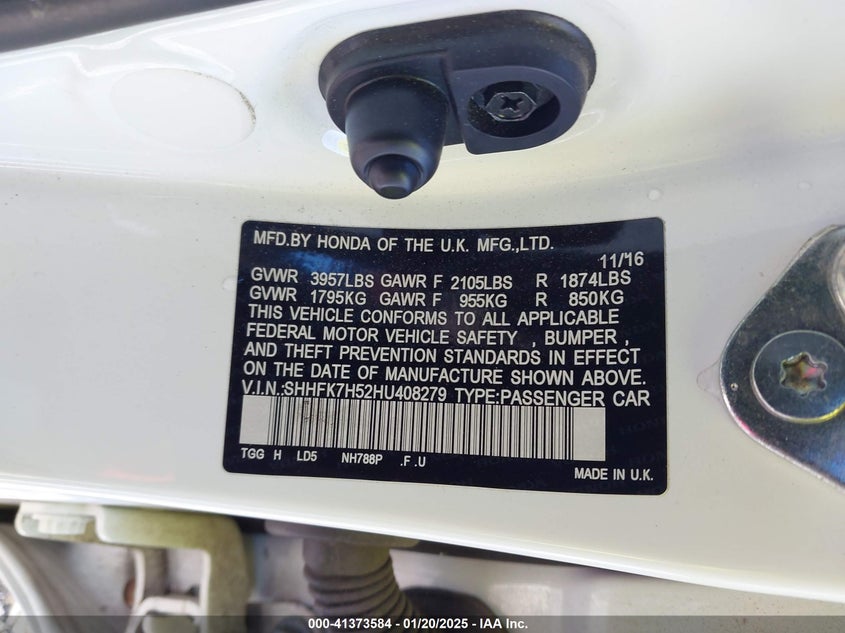 MFD.BY HONDA OF THE U.K. MFG.,LTD.
11/16
GVWR 3957LBS GAWR F 2105LBS R 1874LBS
GVWR 1795KG GAWR F 955KG R 850KG
THIS VEHICLE CONFORMS TO ALL APPLICABLE
FEDERAL MOTOR VEHICLE SAFETY , BUMPER ,
AND THEFT PREVENTION STANDARDS IN EFFECT
ON THE DATE OF MANUFACTURE SHOWN ABOVE.
V.I.N.:SHHFK7H52HU408279 TYPE:PASSENGER CAR
TGG H LD5 NH788P .F .U
MADE IN U.K.
000-41373584 / 01/20/2025 - IAA Inc.